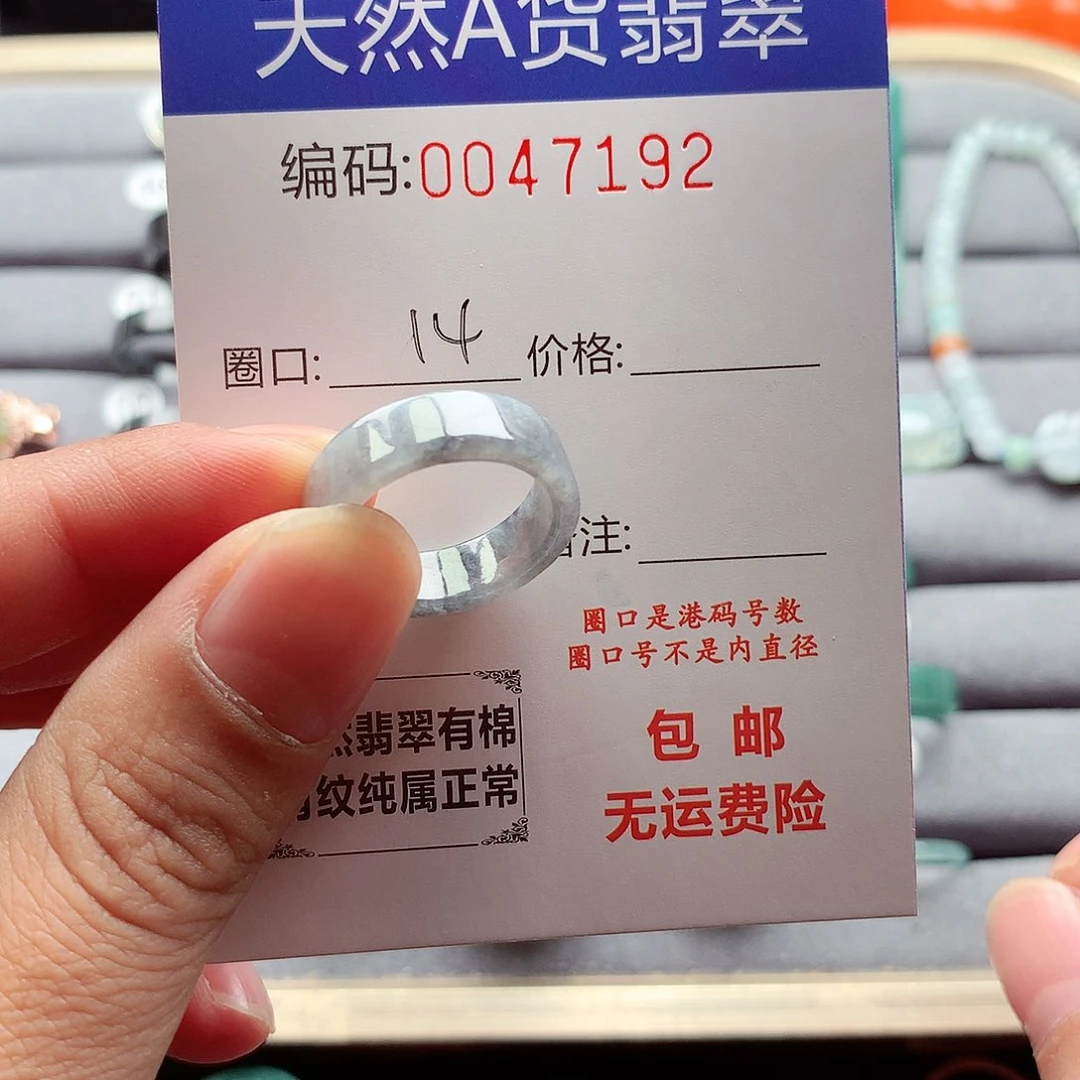 天然A货翡翠
编码:0047192
圈口: 14 价格:
注:
圈口是港码号数
圈口号不是内直径
翡翠有棉
纹纯属正常
包 邮
无运费险